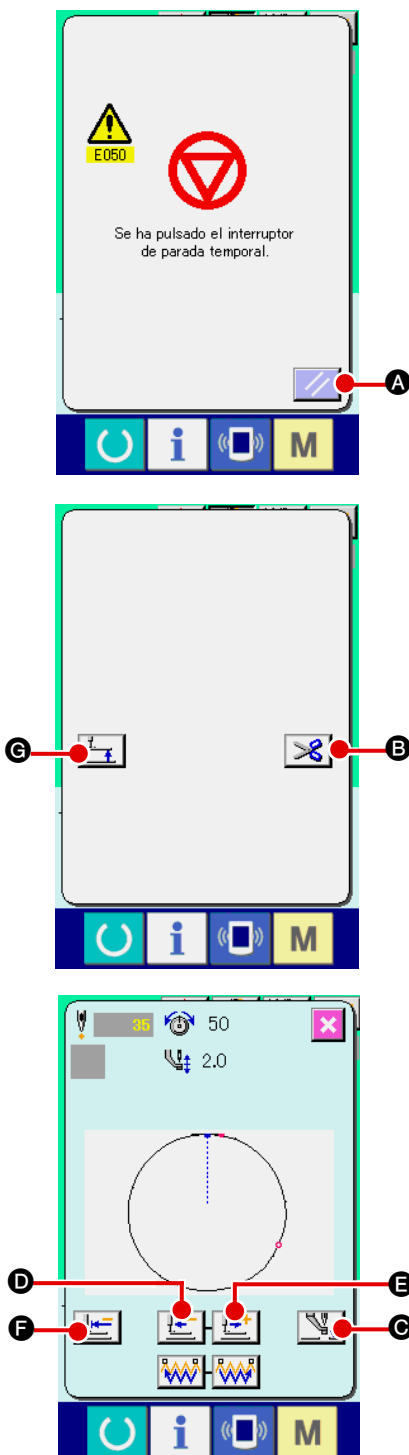 E050
Se ha pulsado el interruptor
de parada temporal.
A
i M
G B
i M
35 50
2.0
D E
F C
i M